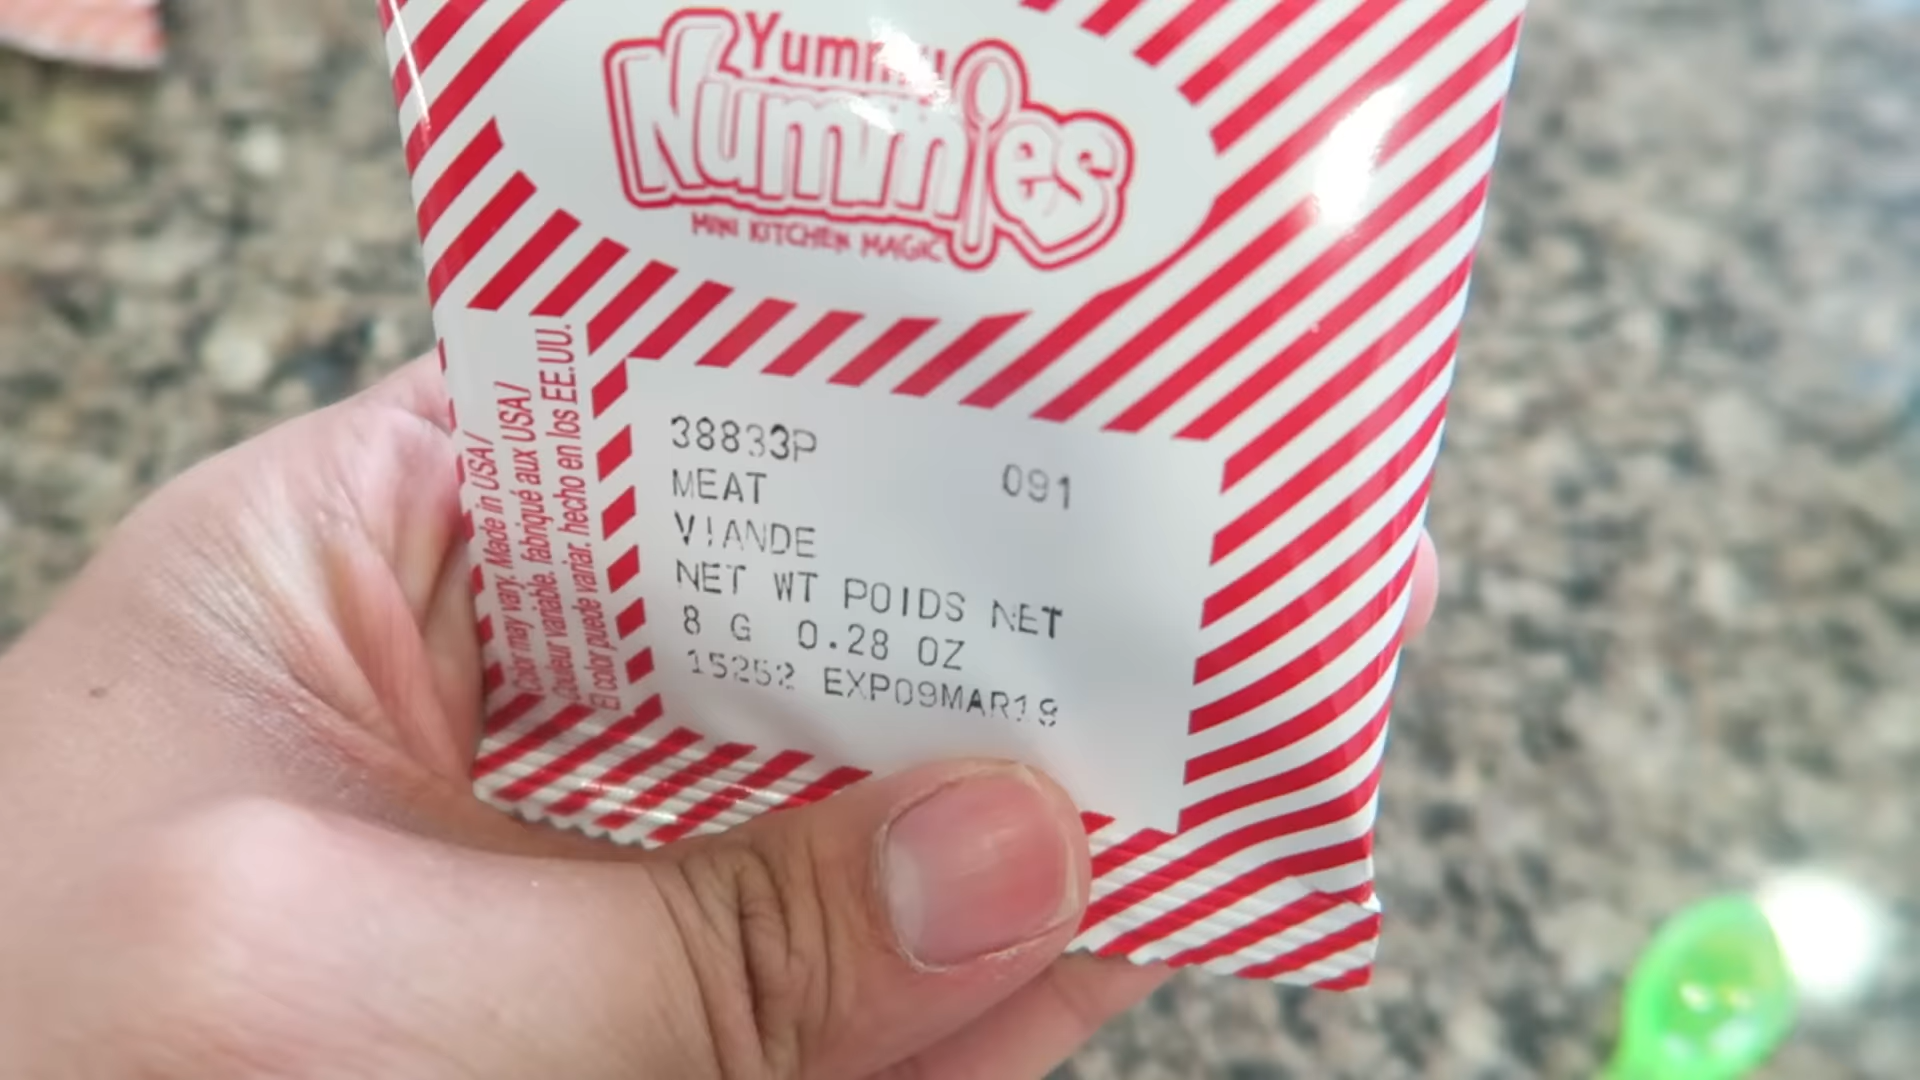 Yummy
Nummies
MINI KITCHEN MAGIC
38833P
091
MEAT
VIANDE
NET WT POIDS NET
8 G 0.28 OZ
15252 EXP09MAR19
Color may vary. Made in USA/
Couleur variable. fabriqué aux USA/
El color puede variar. hecho en los EE.UU.